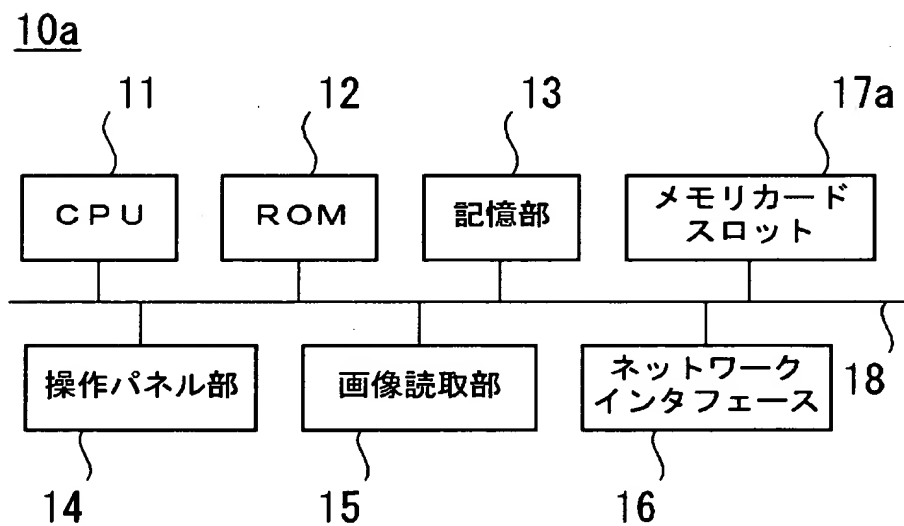 10a
11 12 13 17a
CPU ROM 記憶部 メモリカード
スロット
操作パネル部 画像読取部 ネットワーク
インタフェース
18
14 15 16